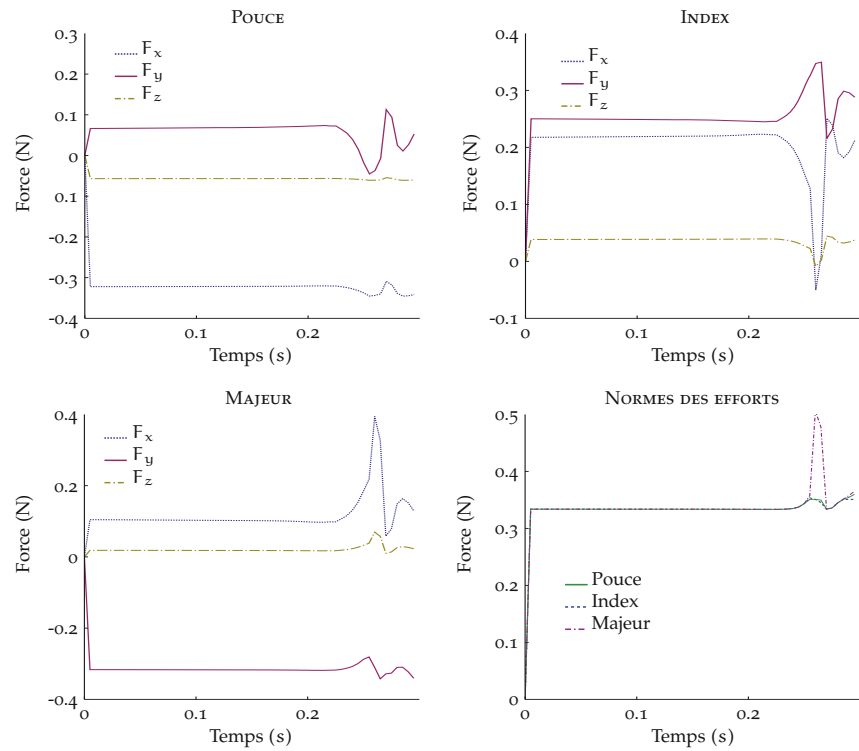 POUCE
Force (N)
0.3
0.2
0.1
0
0.1
-0.2
-0.3
-0.4
Fx
Fy
Fz
0
0.1
0.2
Temps (s)
INDEX
Force (N)
0.4
0.3
0.2
0.1
0
-0.1
Fx
Fy
Fz
0
0.1
0.2
Temps (s)
MAJEUR
Force (N)
0.4
0.2
0
-0.2
-0.4
Fx
Fy
Fz
0
0.1
0.2
Temps (s)
NORMES DES EFFORTS
Force (N)
0.5
0.4
0.3
0.2
0.1
0
Pouce
Index
Majeur
0
0.1
0.2
Temps (s)